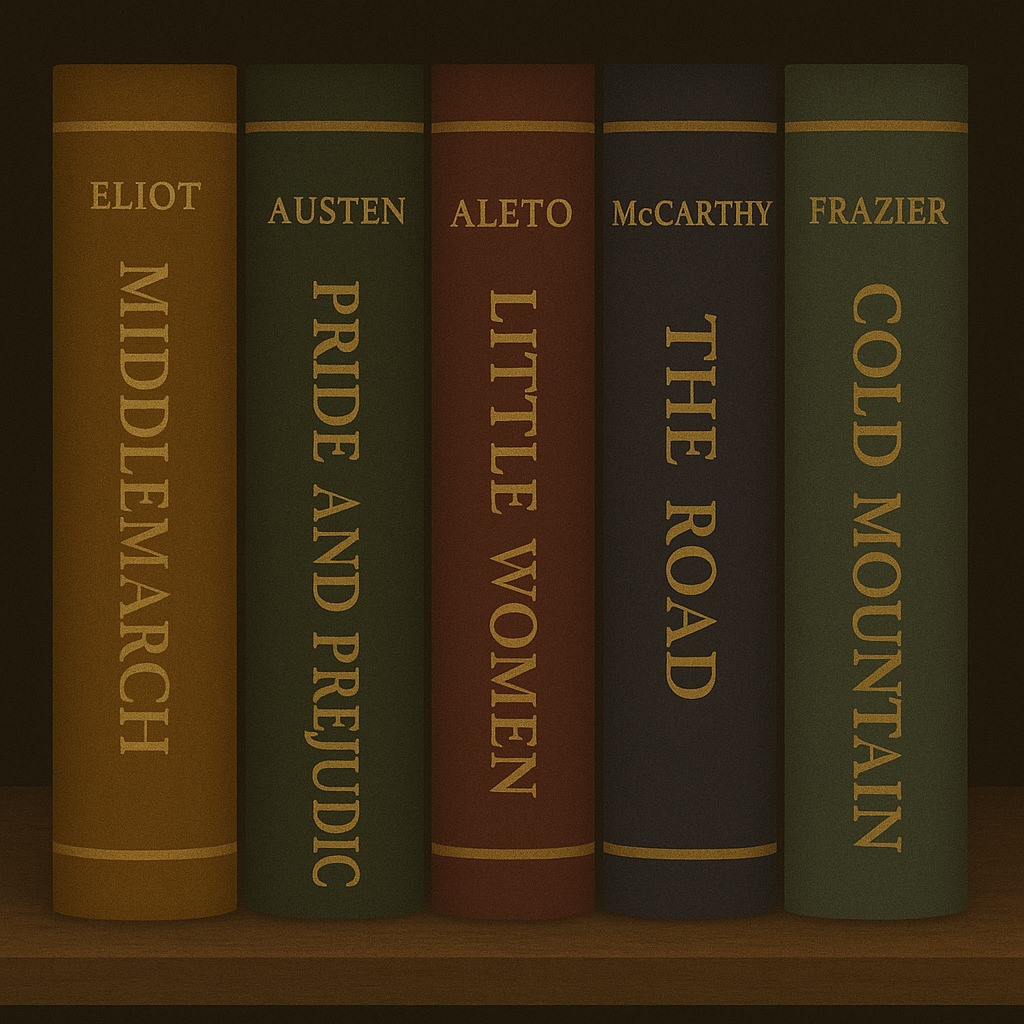 ELIOT
MIDDLEMARCH
AUSTEN
PRIDE AND PREJUDIC
ALETO
LITTLE WOMEN
McCARTHY
THE ROAD
FRAZIER
COLD MOUNTAIN